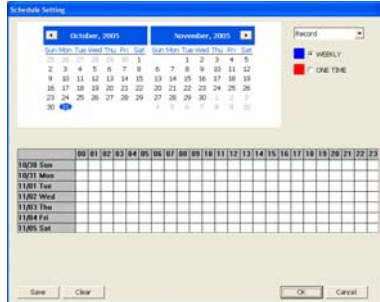 Schedule Setting
October, 2005
November, 2005
Sun Mon Tue Wed Thu Fri Sat
Sun Mon Tue Wed Thu Fri Sat
25 26 27 28 29 30 1
1 2 3 4 5
2 3 4 5 6 7 8
6 7 8 9 10 11 12
9 10 11 12 13 14 15
13 14 15 16 17 18 19
16 17 18 19 20 21 22
20 21 22 23 24 25 26
23 24 25 26 27 28 29
27 28 29 30 1 2 3
30 31
4 5 6 7 8 9 10
Record
WEEKLY
ONE TIME
00 01 02 03 04 05 06 07 08 09 10 11 12 13 14 15 16 17 18 19 20 21 22 23
10/30 Sun
10/31 Mon
11/01 Tue
11/02 Wed
11/03 Thu
11/04 Fri
11/05 Sat
Save
Clear
OK
Cancel